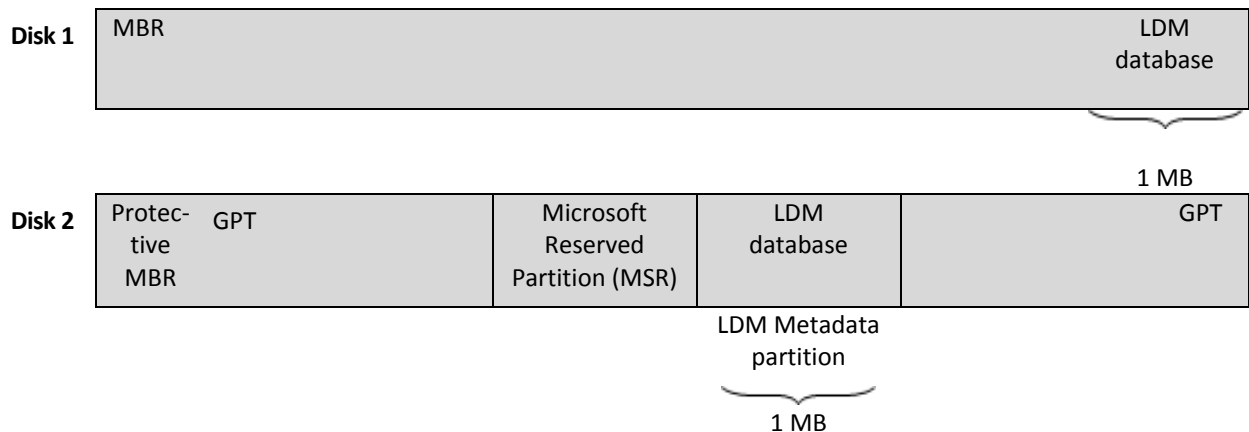 Disk 1
MBR
LDM
database
1 MB
Disk 2
Protec-
tive
MBR
GPT
Microsoft
Reserved
Partition (MSR)
LDM
database
GPT
LDM Metadata
partition
1 MB